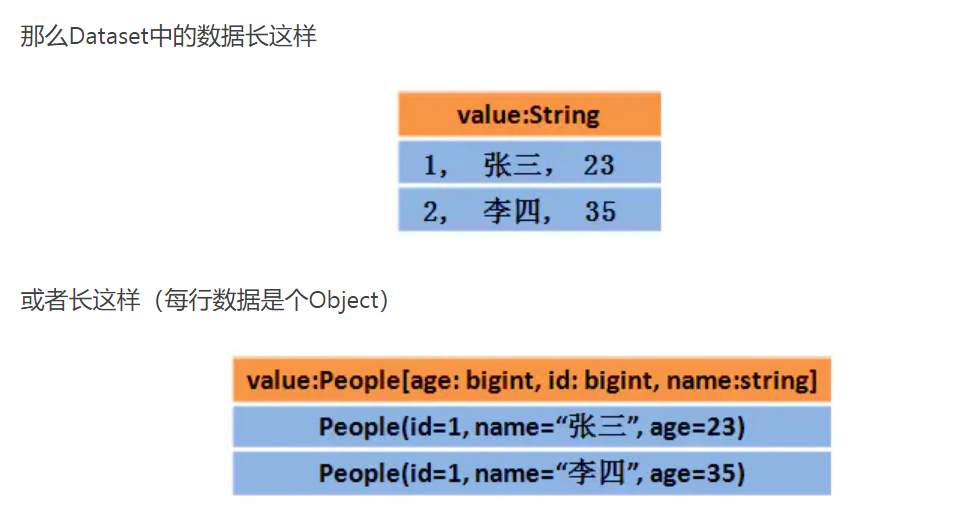 那么Dataset中的数据长这样
value:String
1， 张三， 23
2， 李四， 35
或者长这样（每行数据是个Object）
value:People[age: bigint, id: bigint, name:string]
People(id=1, name=“张三”, age=23)
People(id=1, name=“李四”, age=35)